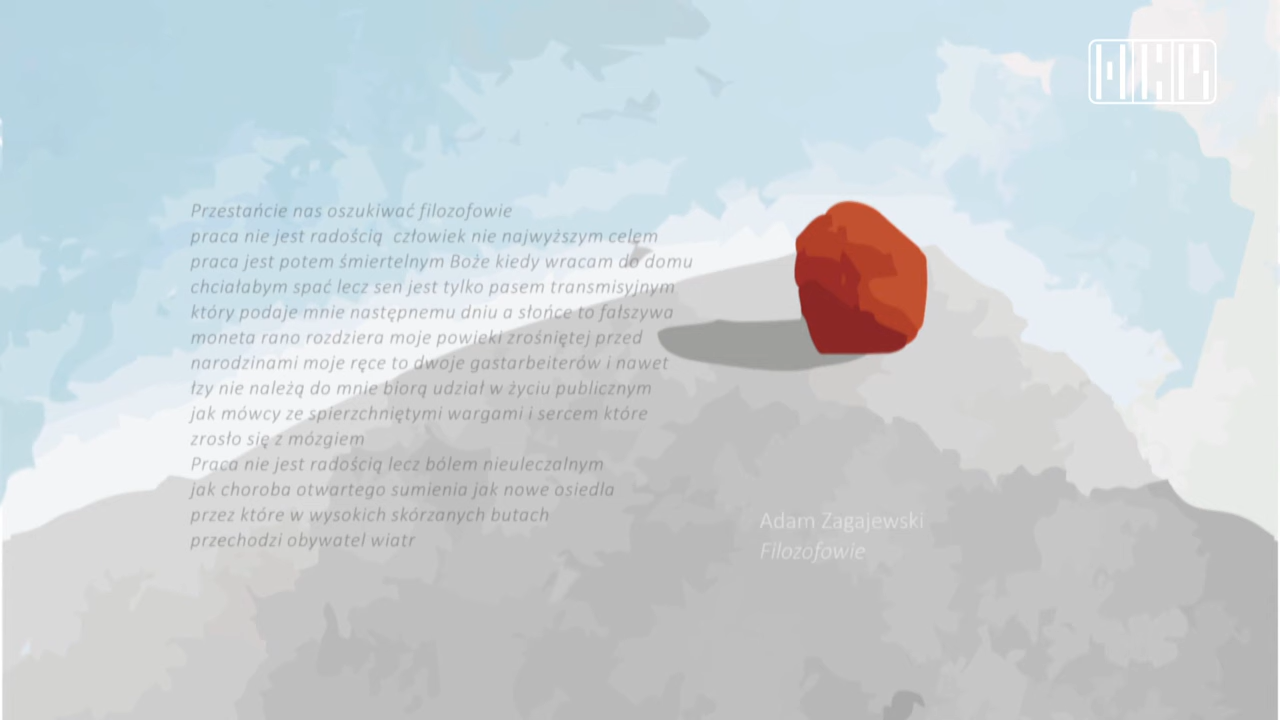 Przestańcie nas oszukiwać filozofowie
praca nie jest radością  człowiek nie najwyższym celem
praca jest potem śmiertelnym Boże kiedy wracam do domu
chciałabym spać lecz sen jest tylko pasem transmisyjnym
który podaje mnie następnemu dniu a słońce to fałszywa
moneta rano rozdziera moje powieki zrośniętej przed
narodzinami moje ręce to dwoje gastarbeiterów i nawet
łzy nie należą do mnie biorą udział w życiu publicznym
jak mówcy ze spierzchniętymi wargami i sercem które
zrosło się z mózgiem
Praca nie jest radością lecz bólem nieuleczalnym
jak choroba otwartego sumienia jak nowe osiedla
przez które w wysokich skórzanych butach
przechodzi obywatel wiatr
Adam Zagajewski
Filozofowie